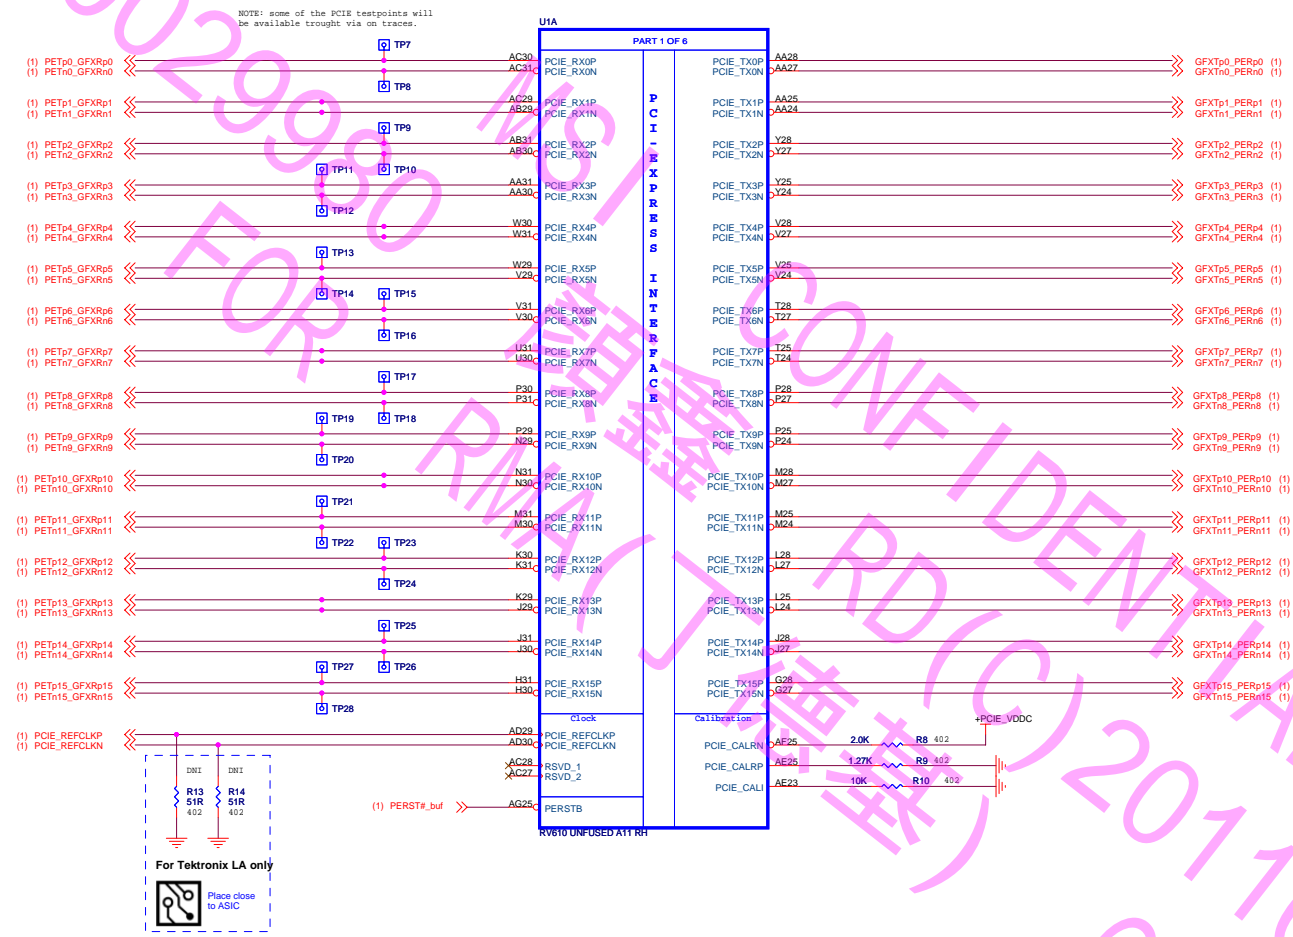 NOTE: some of the PCIE testpoints will
be available trought via on traces.
U1A
PART 1 OF 6
PCI-EXPRESS INTERFACE
TP7
TP8
TP9
TP11 TP10
TP12
TP13
TP14 TP15
TP16
TP17
TP19 TP18
TP20
TP21
TP22 TP23
TP24
TP25
TP27 TP26
TP28
(1) PETp0_GFXRp0 AC30 PCIE_RX0P PCIE_TX0P AA28 GFXTp0_PERp0 (1)
(1) PETn0_GFXRn0 AC31 PCIE_RX0N PCIE_TX0N AA27 GFXTn0_PERn0 (1)
(1) PETp1_GFXRp1 AC29 PCIE_RX1P PCIE_TX1P AA25 GFXTp1_PERp1 (1)
(1) PETn1_GFXRn1 AB29 PCIE_RX1N PCIE_TX1N AA24 GFXTn1_PERn1 (1)
(1) PETp2_GFXRp2 AB31 PCIE_RX2P PCIE_TX2P Y28 GFXTp2_PERp2 (1)
(1) PETn2_GFXRn2 AB30 PCIE_RX2N PCIE_TX2N Y27 GFXTn2_PERn2 (1)
(1) PETp3_GFXRp3 AA31 PCIE_RX3P PCIE_TX3P Y25 GFXTp3_PERp3 (1)
(1) PETn3_GFXRn3 AA30 PCIE_RX3N PCIE_TX3N Y24 GFXTn3_PERn3 (1)
(1) PETp4_GFXRp4 W30 PCIE_RX4P PCIE_TX4P V28 GFXTp4_PERp4 (1)
(1) PETn4_GFXRn4 W31 PCIE_RX4N PCIE_TX4N V27 GFXTn4_PERn4 (1)
(1) PETp5_GFXRp5 W29 PCIE_RX5P PCIE_TX5P V25 GFXTp5_PERp5 (1)
(1) PETn5_GFXRn5 V29 PCIE_RX5N PCIE_TX5N V24 GFXTn5_PERn5 (1)
(1) PETp6_GFXRp6 V31 PCIE_RX6P PCIE_TX6P T28 GFXTp6_PERp6 (1)
(1) PETn6_GFXRn6 V30 PCIE_RX6N PCIE_TX6N T27 GFXTn6_PERn6 (1)
(1) PETp7_GFXRp7 U31 PCIE_RX7P PCIE_TX7P T25 GFXTp7_PERp7 (1)
(1) PETn7_GFXRn7 U30 PCIE_RX7N PCIE_TX7N T24 GFXTn7_PERn7 (1)
(1) PETp8_GFXRp8 P30 PCIE_RX8P PCIE_TX8P P28 GFXTp8_PERp8 (1)
(1) PETn8_GFXRn8 P31 PCIE_RX8N PCIE_TX8N P27 GFXTn8_PERn8 (1)
(1) PETp9_GFXRp9 P29 PCIE_RX9P PCIE_TX9P P25 GFXTp9_PERp9 (1)
(1) PETn9_GFXRn9 N29 PCIE_RX9N PCIE_TX9N P24 GFXTn9_PERn9 (1)
(1) PETp10_GFXRp10 N31 PCIE_RX10P PCIE_TX10P M28 GFXTp10_PERp10 (1)
(1) PETn10_GFXRn10 N30 PCIE_RX10N PCIE_TX10N M27 GFXTn10_PERn10 (1)
(1) PETp11_GFXRp11 M31 PCIE_RX11P PCIE_TX11P M25 GFXTp11_PERp11 (1)
(1) PETn11_GFXRn11 M30 PCIE_RX11N PCIE_TX11N M24 GFXTn11_PERn11 (1)
(1) PETp12_GFXRp12 K30 PCIE_RX12P PCIE_TX12P L28 GFXTp12_PERp12 (1)
(1) PETn12_GFXRn12 K31 PCIE_RX12N PCIE_TX12N L27 GFXTn12_PERn12 (1)
(1) PETp13_GFXRp13 K29 PCIE_RX13P PCIE_TX13P L25 GFXTp13_PERp13 (1)
(1) PETn13_GFXRn13 J29 PCIE_RX13N PCIE_TX13N L24 GFXTn13_PERn13 (1)
(1) PETp14_GFXRp14 J31 PCIE_RX14P PCIE_TX14P J28 GFXTp14_PERp14 (1)
(1) PETn14_GFXRn14 J30 PCIE_RX14N PCIE_TX14N J27 GFXTn14_PERn14 (1)
(1) PETp15_GFXRp15 H31 PCIE_RX15P PCIE_TX15P G28 GFXTp15_PERp15 (1)
(1) PETn15_GFXRn15 H30 PCIE_RX15N PCIE_TX15N G27 GFXTn15_PERn15 (1)
Clock Calibration +PCIE_VDDC
(1) PCIE_REFCLKP AD29 PCIE_REFCLKP
(1) PCIE_REFCLKN AD30 PCIE_REFCLKN PCIE_CALRN AF25 2.0K R8 402
AC28 RSVD_1 PCIE_CALRP AE25 1.27K R9 402
AC27 RSVD_2 PCIE_CALI AE23 10K R10 402
(1) PERST#_buf AG25 PERSTB
RV610 UNFUSED A11 RH
DNI DNI
R13 R14
51R 51R
402 402
For Tektronix LA only
Place close
to ASIC
0029980
MSI CONFIDENTIA
FOR 顏鑫 RD(C)2011
RMA(丁德基)